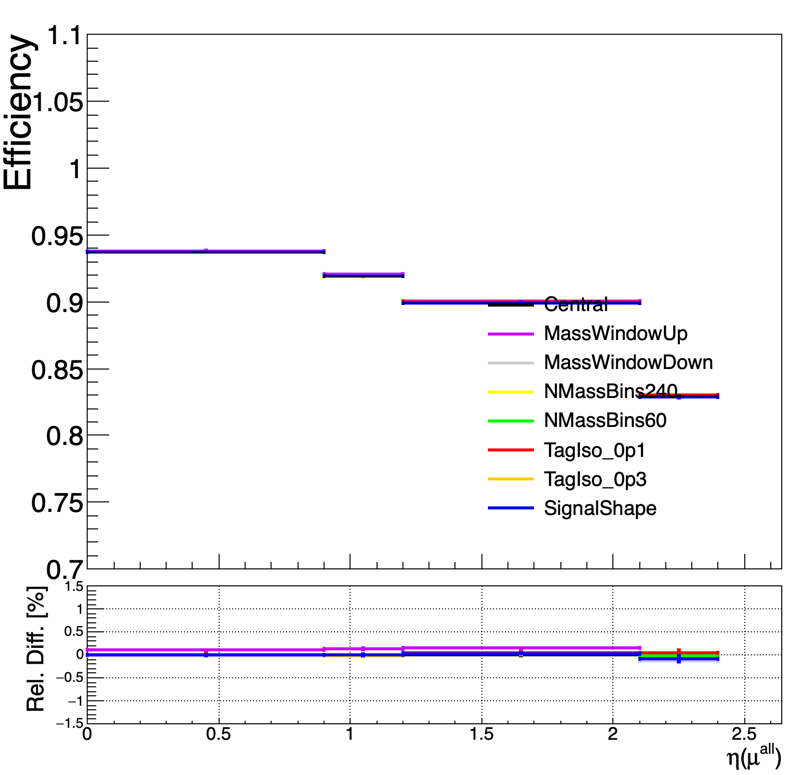 Efficiency
1.1
1.05
1
0.95
0.9
0.85
0.8
0.75
0.7
Central
MassWindowUp
MassWindowDown
NMassBins240
NMassBins60
TagIso_0p1
TagIso_0p3
SignalShape
Rel. Diff. [%]
1.5
1
0.5
0
−0.5
−1
−1.5
0 0.5 1 1.5 2 2.5
η(μ^all)